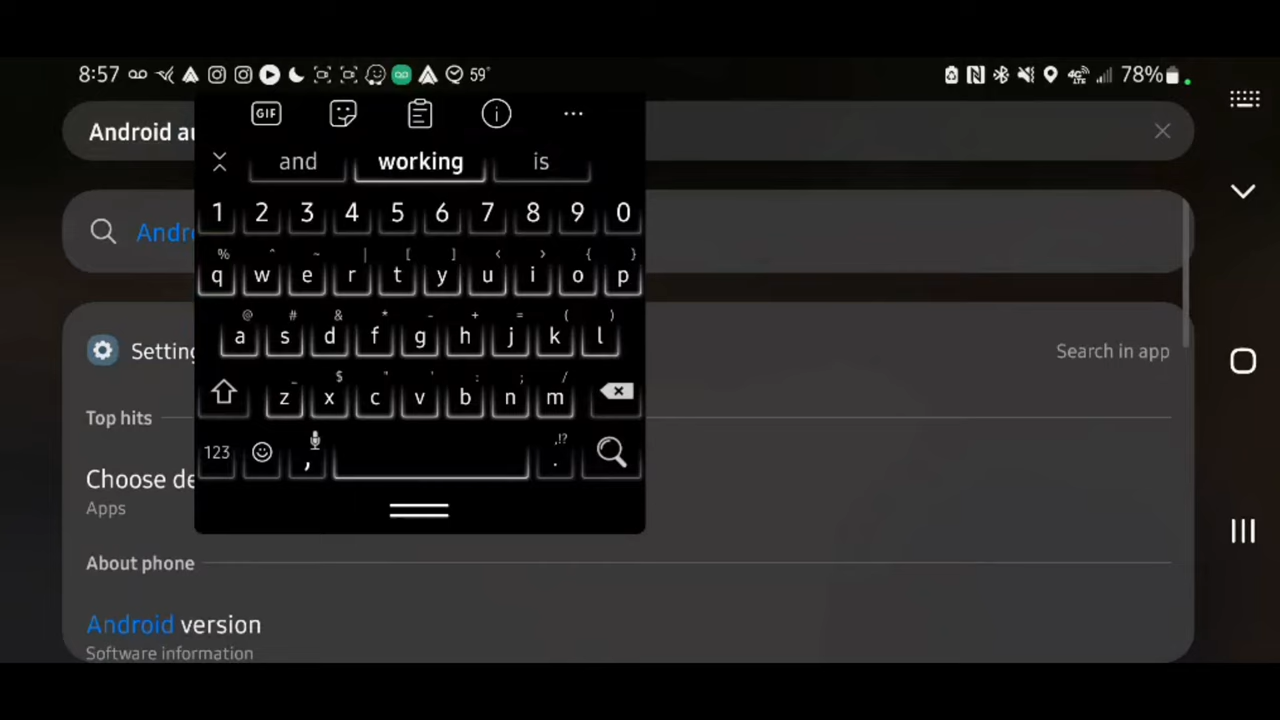 8:57 59°
78%
Android au
GIF
and working is
1 2 3 4 5 6 7 8 9 0
% ^ ~ | [ ] < > { }
q w e r t y u i o p
@ # & * - + = ( )
a s d f g h j k l
_ $ " ' : ; /
z x c v b n m
123 , ,!? .
Andr
Setting
Search in app
Top hits
Choose de
Apps
About phone
Android version
Software information